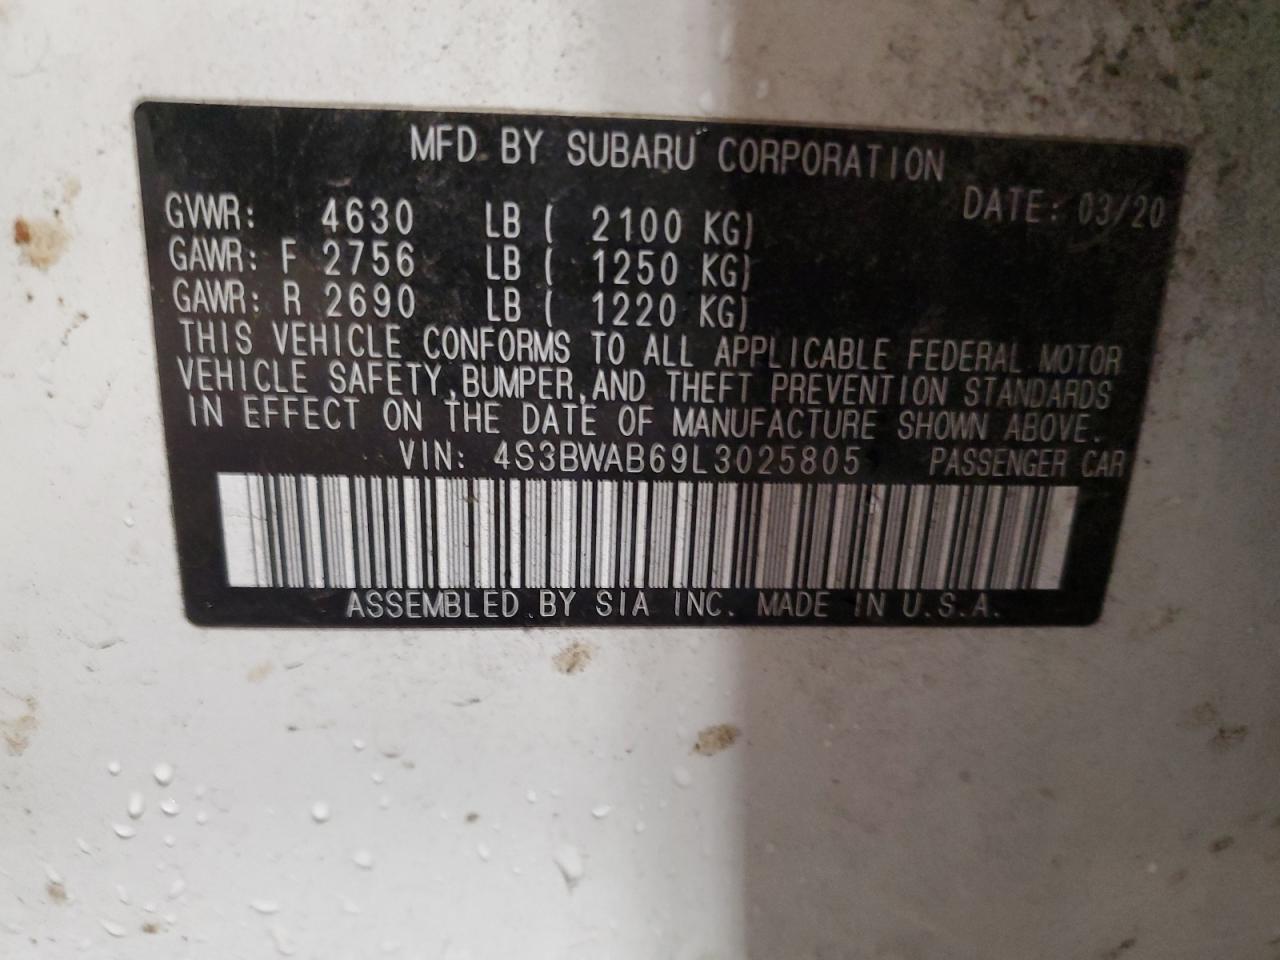 MFD. BY SUBARU CORPORATION
DATE: 03/20
GVWR: 4630 LB ( 2100 KG)
GAWR: F 2756 LB ( 1250 KG)
GAWR: R 2690 LB ( 1220 KG)
THIS VEHICLE CONFORMS TO ALL APPLICABLE FEDERAL MOTOR
VEHICLE SAFETY,BUMPER,AND THEFT PREVENTION STANDARDS
IN EFFECT ON THE DATE OF MANUFACTURE SHOWN ABOVE.
VIN: 4S3BWAB69L3025805 PASSENGER CAR
ASSEMBLED BY SIA INC. MADE IN U.S.A.